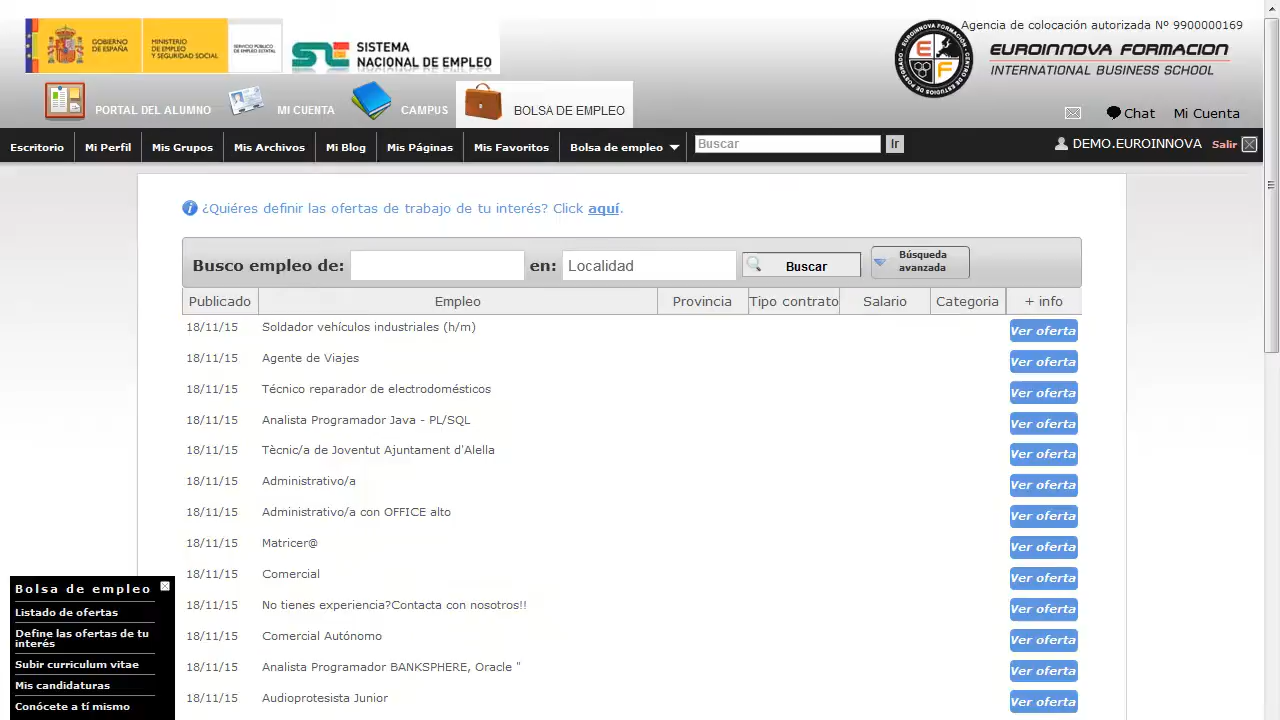 GOBIERNO DE ESPAÑA
MINISTERIO DE EMPLEO Y SEGURIDAD SOCIAL
SERVICIO PÚBLICO DE EMPLEO ESTATAL
SISTEMA NACIONAL DE EMPLEO
Agencia de colocación autorizada Nº 9900000169
EUROINNOVA FORMACION
INTERNATIONAL BUSINESS SCHOOL
PORTAL DEL ALUMNO
MI CUENTA
CAMPUS
BOLSA DE EMPLEO
Chat
Mi Cuenta
Escritorio
Mi Perfil
Mis Grupos
Mis Archivos
Mi Blog
Mis Páginas
Mis Favoritos
Bolsa de empleo
Buscar
Ir
DEMO.EUROINNOVA
Salir
¿Quiéres definir las ofertas de trabajo de tu interés? Click aquí.
Busco empleo de:
en:
Localidad
Buscar
Búsqueda avanzada
Publicado Empleo Provincia Tipo contrato Salario Categoria + info
18/11/15 Soldador vehículos industriales (h/m) Ver oferta
18/11/15 Agente de Viajes Ver oferta
18/11/15 Técnico reparador de electrodomésticos Ver oferta
18/11/15 Analista Programador Java - PL/SQL Ver oferta
18/11/15 Tècnic/a de Joventut Ajuntament d'Alella Ver oferta
18/11/15 Administrativo/a Ver oferta
18/11/15 Administrativo/a con OFFICE alto Ver oferta
18/11/15 Matricer@ Ver oferta
18/11/15 Comercial Ver oferta
18/11/15 No tienes experiencia?Contacta con nosotros!! Ver oferta
18/11/15 Comercial Autónomo Ver oferta
18/11/15 Analista Programador BANKSPHERE, Oracle " Ver oferta
18/11/15 Audioprotesista Junior Ver oferta
Bolsa de empleo
Listado de ofertas
Define las ofertas de tu
interés
Subir curriculum vitae
Mis candidaturas
Conócete a tí mismo